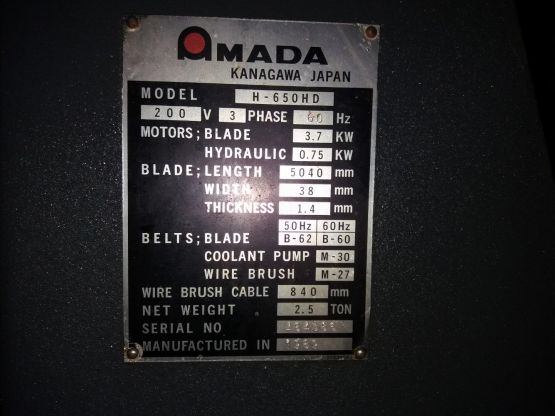 AMADA
KANAGAWA JAPAN
MODEL H-650HD
200 V 3 PHASE 60 Hz
MOTORS; BLADE 3.7 KW
HYDRAULIC 0.75 KW
BLADE; LENGTH 5040 mm
WIDTH 38 mm
THICKNESS 1.4 mm
50Hz 60Hz
BELTS; BLADE B-62 B-60
COOLANT PUMP M-30
WIRE BRUSH M-27
WIRE BRUSH CABLE 840 mm
NET WEIGHT 2.5 TON
SERIAL NO
MANUFACTURED IN